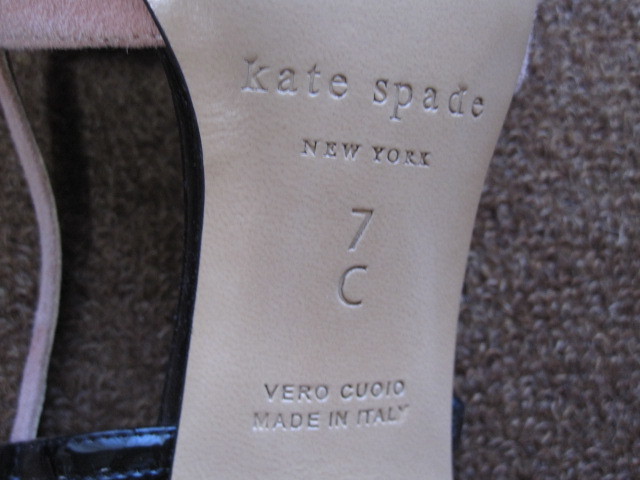 kate spade
NEW YORK
7
C
VERO CUOIO
MADE IN ITALY